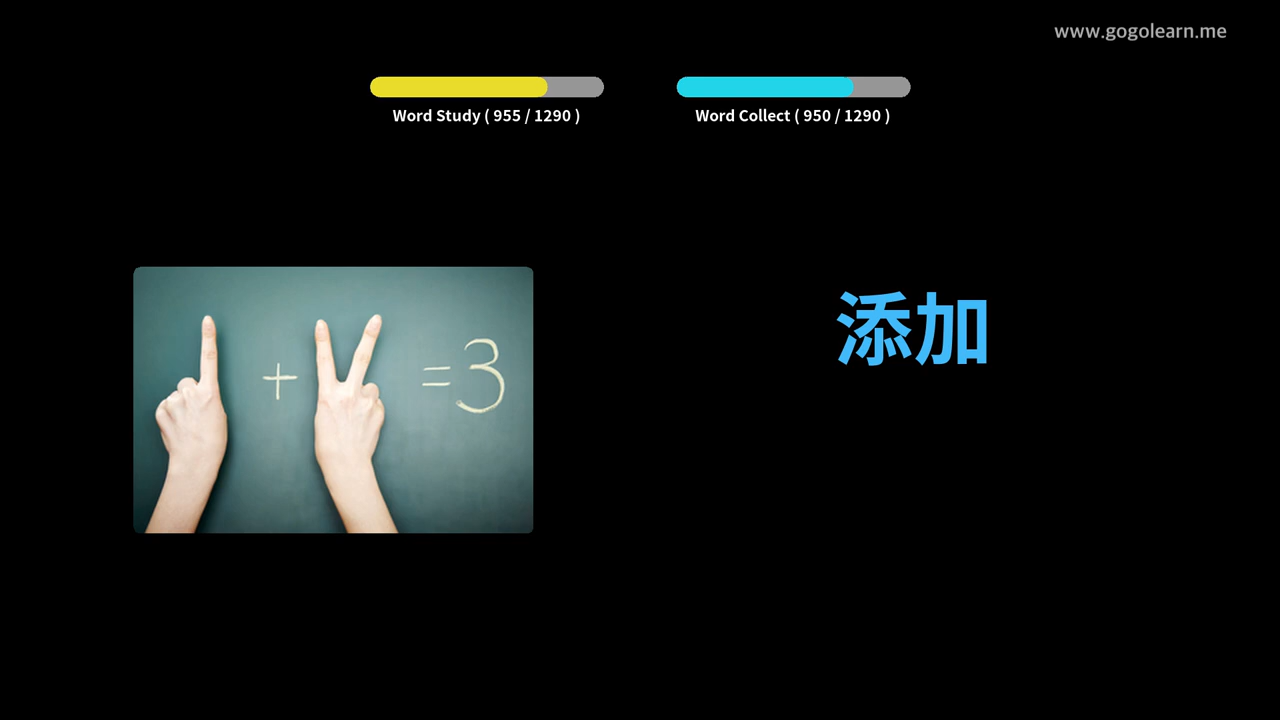 www.gogolearn.me
Word Study ( 955 / 1290 )
Word Collect ( 950 / 1290 )
+ =3
添加